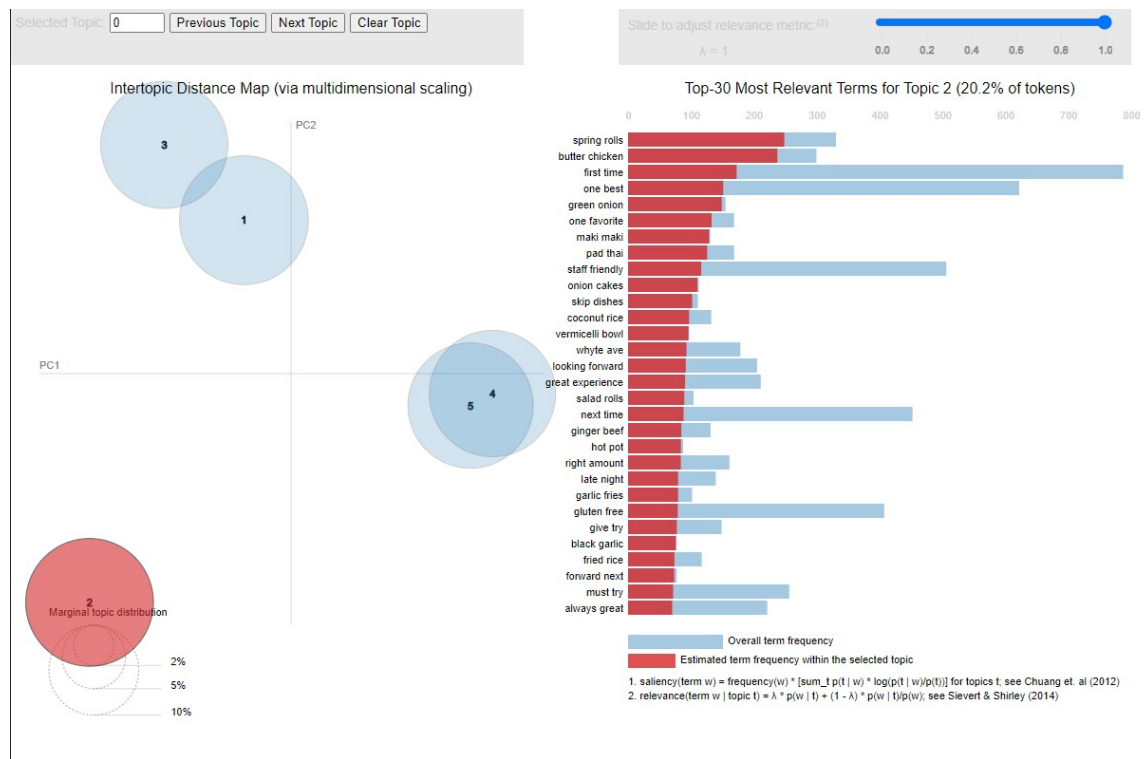 Selected Topic: 0 Previous Topic Next Topic Clear Topic
Slide to adjust relevance metric:(2)
λ = 1
0.0 0.2 0.4 0.6 0.8 1.0
Intertopic Distance Map (via multidimensional scaling)
PC2
PC1
3
1
4
5
2
Marginal topic distribution
2%
5%
10%
Top-30 Most Relevant Terms for Topic 2 (20.2% of tokens)
0 100 200 300 400 500 600 700 800
spring rolls
butter chicken
first time
one best
green onion
one favorite
maki maki
pad thai
staff friendly
onion cakes
skip dishes
coconut rice
vermicelli bowl
whyte ave
looking forward
great experience
salad rolls
next time
ginger beef
hot pot
right amount
late night
garlic fries
gluten free
give try
black garlic
fried rice
forward next
must try
always great
Overall term frequency
Estimated term frequency within the selected topic
1. saliency(term w) = frequency(w) * [sum_t p(t | w) * log(p(t | w)/p(t))] for topics t; see Chuang et. al (2012)
2. relevance(term w | topic t) = λ * p(w | t) + (1 - λ) * p(w | t)/p(w); see Sievert & Shirley (2014)